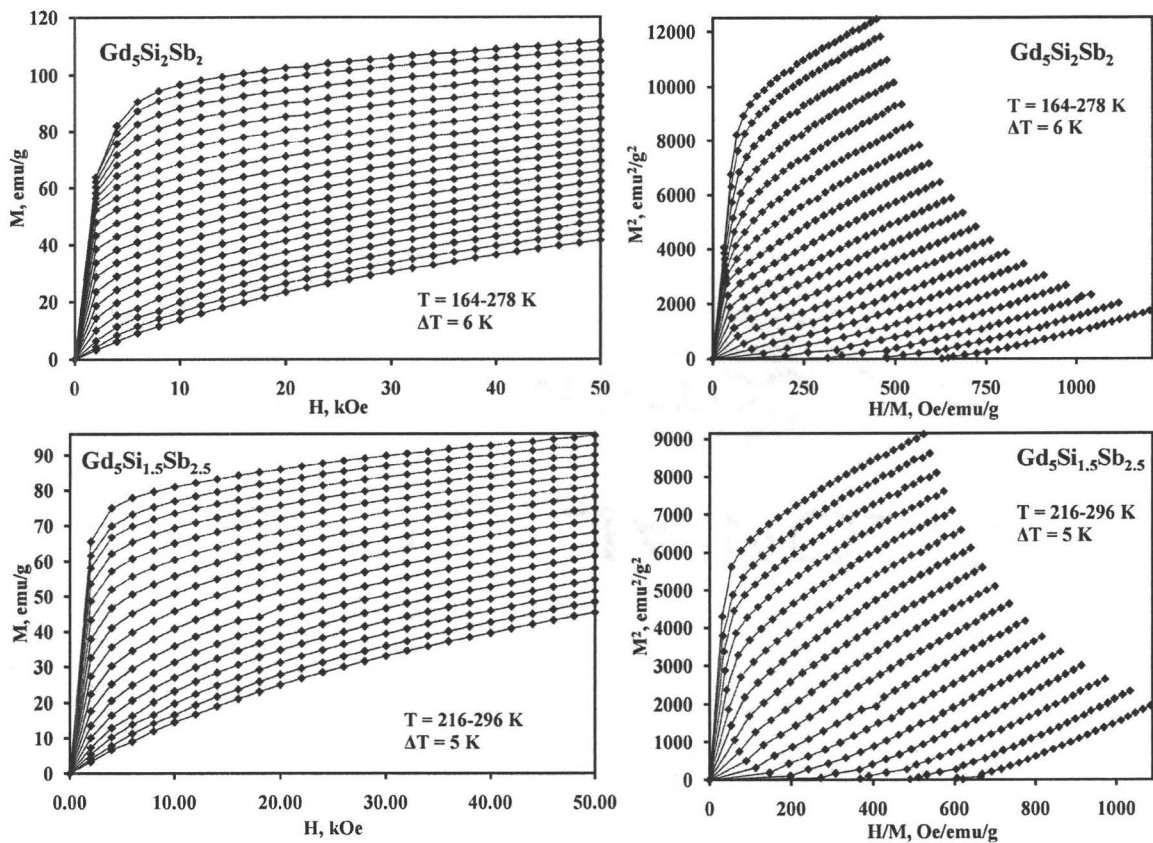 120
100
80
60
40
20
0
M, emu/g
Gd₅Si₂Sb₂
T = 164-278 K
ΔT = 6 K
0 10 20 30 40 50
H, kOe
12000
10000
8000
6000
4000
2000
0
M², emu²/g²
Gd₅Si₂Sb₂
T = 164-278 K
ΔT = 6 K
0 250 500 750 1000
H/M, Oe/emu/g
90
80
70
60
50
40
30
20
10
0
M, emu/g
Gd₅Si₁.₅Sb₂.₅
T = 216-296 K
ΔT = 5 K
0.00 10.00 20.00 30.00 40.00 50.00
H, kOe
9000
8000
7000
6000
5000
4000
3000
2000
1000
0
M², emu²/g²
Gd₅Si₁.₅Sb₂.₅
T = 216-296 K
ΔT = 5 K
0 200 400 600 800 1000
H/M, Oe/emu/g